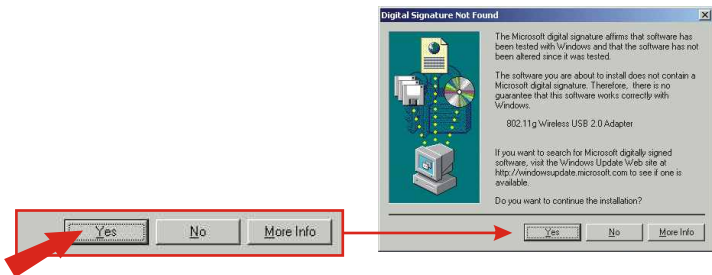 Digital Signature Not Found
The Microsoft digital signature affirms that software has
been tested with Windows and that the software has not
been altered since it was tested.
The software you are about to install does not contain a
Microsoft digital signature. Therefore, there is no
guarantee that this software works correctly with
Windows.
802.11g Wireless USB 2.0 Adapter
If you want to search for Microsoft digitally signed
software, visit the Windows Update Web site at
http://windowsupdate.microsoft.com to see if one is
available.
Do you want to continue the installation?
Yes No More Info
Yes No More Info